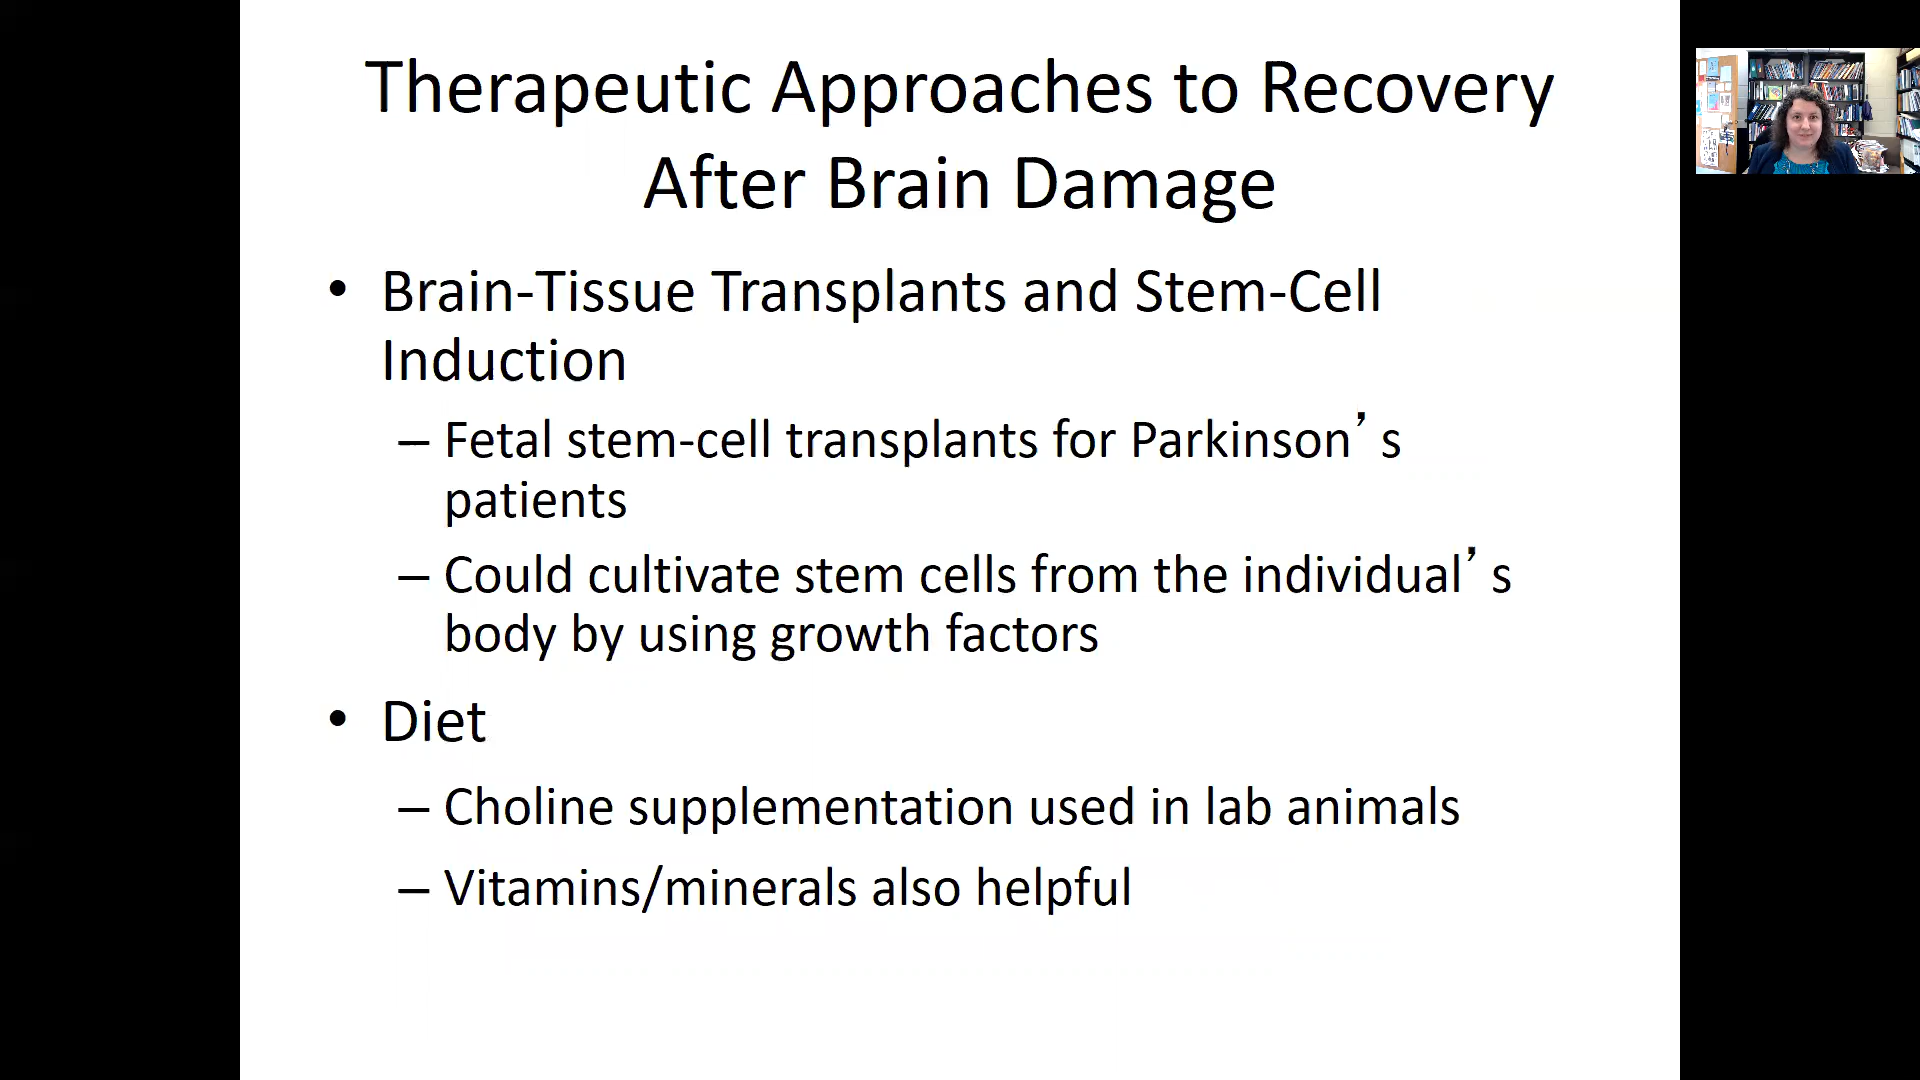 Therapeutic Approaches to Recovery
After Brain Damage
• Brain-Tissue Transplants and Stem-Cell
Induction
– Fetal stem-cell transplants for Parkinson’s
patients
– Could cultivate stem cells from the individual’s
body by using growth factors
• Diet
– Choline supplementation used in lab animals
– Vitamins/minerals also helpful